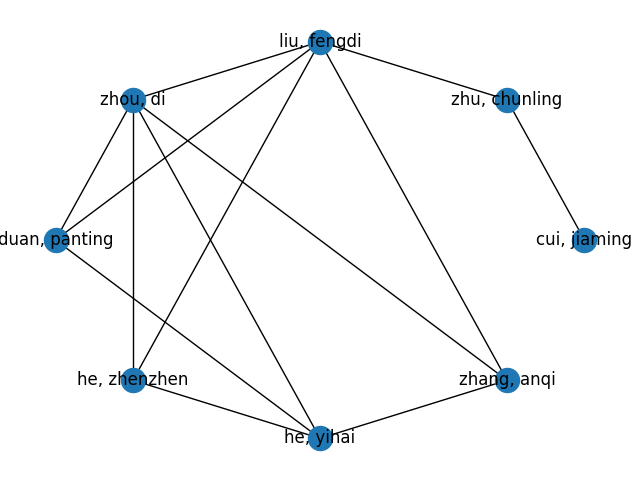 liu, fengdi
zhou, di
zhu, chunling
duan, panting
cui, jiaming
he, zhenzhen
zhang, anqi
he, yihai